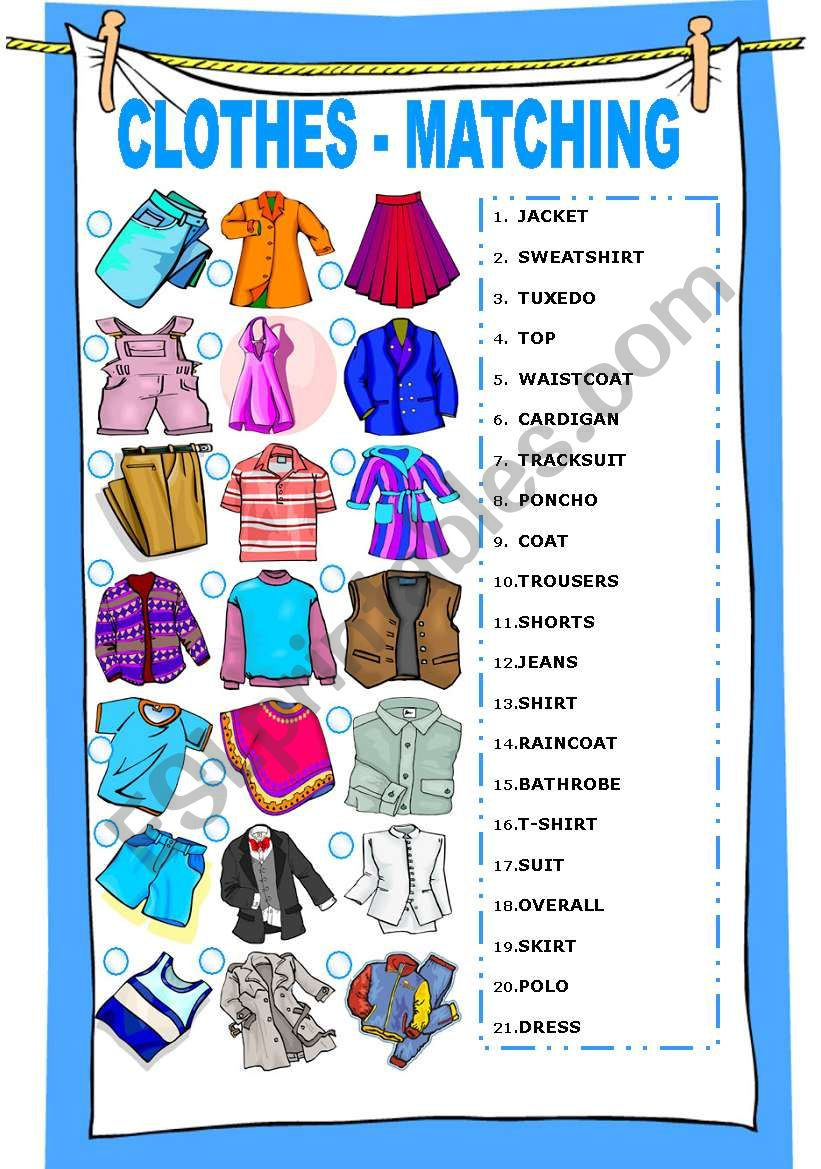 CLOTHES - MATCHING
1. JACKET
2. SWEATSHIRT
3. TUXEDO
4. TOP
5. WAISTCOAT
6. CARDIGAN
7. TRACKSUIT
8. PONCHO
9. COAT
10.TROUSERS
11.SHORTS
12.JEANS
13.SHIRT
14.RAINCOAT
15.BATHROBE
16.T-SHIRT
17.SUIT
18.OVERALL
19.SKIRT
20.POLO
21.DRESS
ESLprintables.com